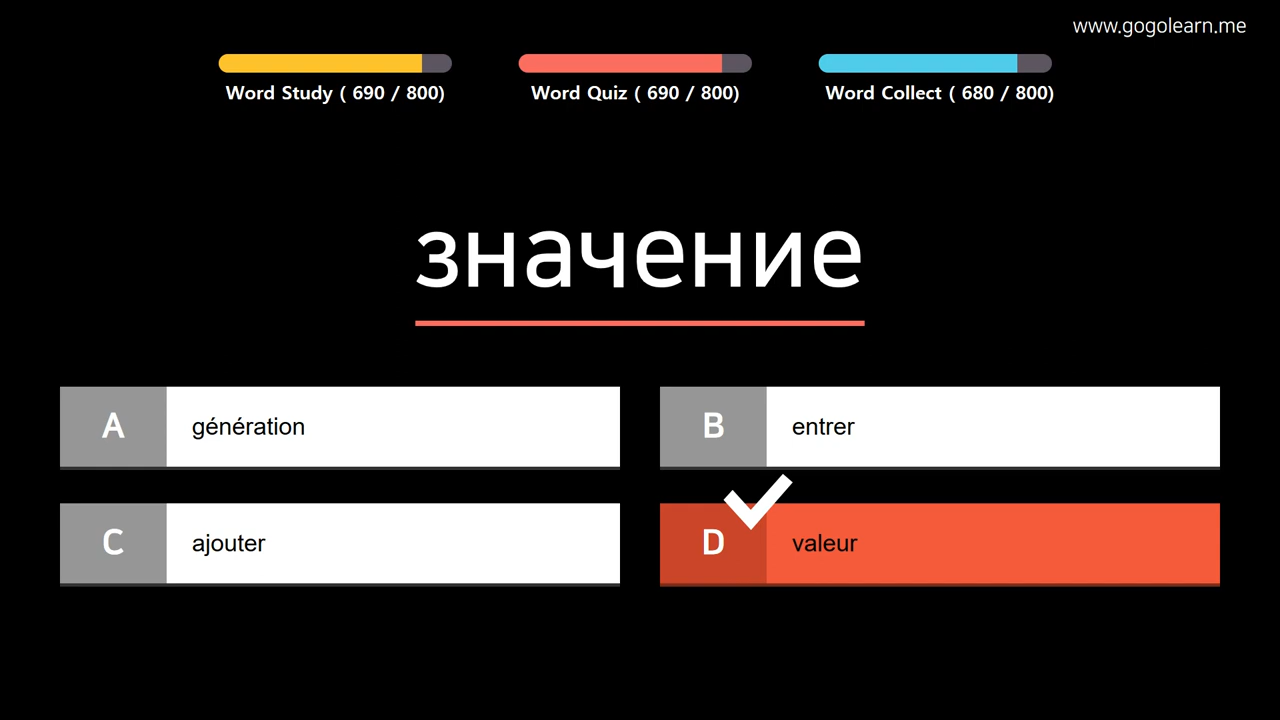 www.gogolearn.me
Word Study ( 690 / 800)
Word Quiz ( 690 / 800)
Word Collect ( 680 / 800)
значение
A génération
B entrer
C ajouter
D valeur